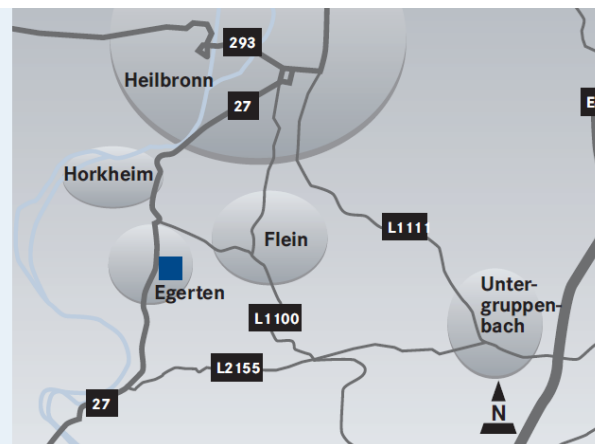 293
Heilbronn
E
27
Horkheim
L1111
Flein
Egerten
Unter-
gruppen-
bach
L1100
L2155
27
N